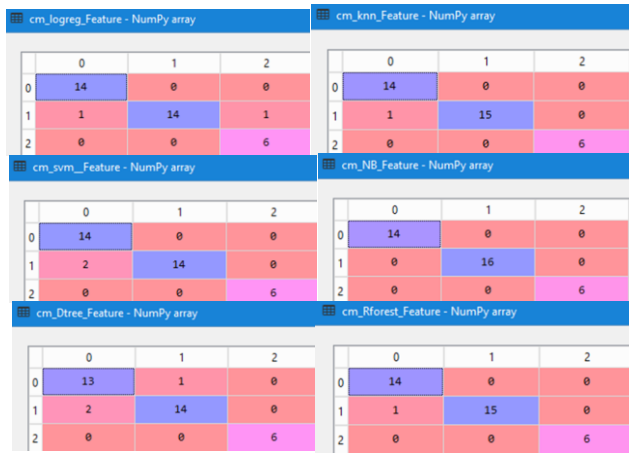 cm_logreg_Feature - NumPy array
0 1 2
0 14 0 0
1 1 14 1
2 0 0 6
cm_knn_Feature - NumPy array
0 1 2
0 14 0 0
1 1 15 0
2 0 0 6
cm_svm__Feature - NumPy array
0 1 2
0 14 0 0
1 2 14 0
2 0 0 6
cm_NB_Feature - NumPy array
0 1 2
0 14 0 0
1 0 16 0
2 0 0 6
cm_Dtree_Feature - NumPy array
0 1 2
0 13 1 0
1 2 14 0
2 0 0 6
cm_Rforest_Feature - NumPy array
0 1 2
0 14 0 0
1 1 15 0
2 0 0 6